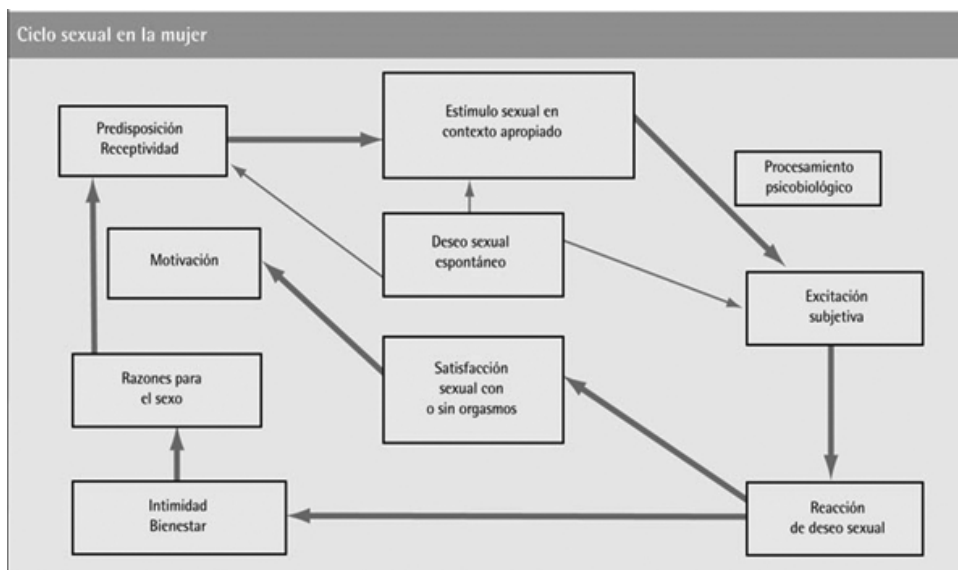 Ciclo sexual en la mujer
Predisposición
Receptividad
Estímulo sexual en
contexto apropiado
Procesamiento
psicobiológico
Motivación
Deseo sexual
espontáneo
Excitación
subjetiva
Razones para
el sexo
Satisfacción
sexual con
o sin orgasmos
Intimidad
Bienestar
Reacción
de deseo sexual